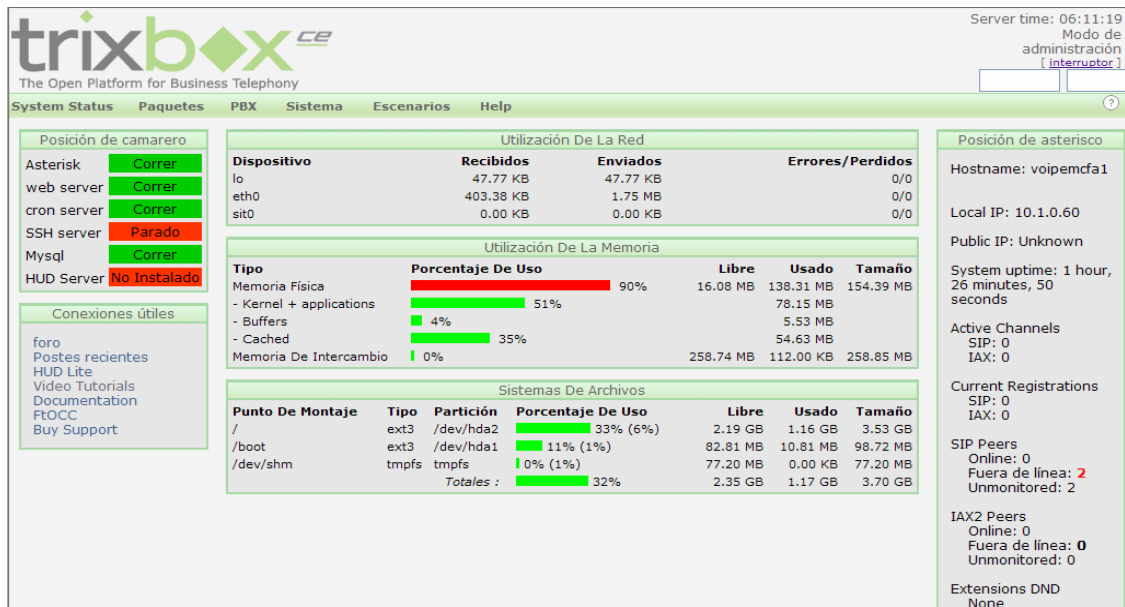 trixbox ce
The Open Platform for Business Telephony
Server time: 06:11:19
Modo de
administración
[ interruptor ]
System Status Paquetes PBX Sistema Escenarios Help ?
Posición de camarero
Asterisk Correr
web server Correr
cron server Correr
SSH server Parado
Mysql Correr
HUD Server No Instalado
Conexiones útiles
foro
Postes recientes
HUD Lite
Video Tutorials
Documentation
FtOCC
Buy Support
Utilización De La Red
Dispositivo Recibidos Enviados Errores/Perdidos
lo 47.77 KB 47.77 KB 0/0
eth0 403.38 KB 1.75 MB 0/0
sit0 0.00 KB 0.00 KB 0/0
Utilización De La Memoria
Tipo Porcentaje De Uso Libre Usado Tamaño
Memoria Física 90% 16.08 MB 138.31 MB 154.39 MB
- Kernel + applications 51% 78.15 MB
- Buffers 4% 5.53 MB
- Cached 35% 54.63 MB
Memoria De Intercambio 0% 258.74 MB 112.00 KB 258.85 MB
Sistemas De Archivos
Punto De Montaje Tipo Partición Porcentaje De Uso Libre Usado Tamaño
/ ext3 /dev/hda2 33% (6%) 2.19 GB 1.16 GB 3.53 GB
/boot ext3 /dev/hda1 11% (1%) 82.81 MB 10.81 MB 98.72 MB
/dev/shm tmpfs tmpfs 0% (1%) 77.20 MB 0.00 KB 77.20 MB
Totales : 32% 2.35 GB 1.17 GB 3.70 GB
Posición de asterisco
Hostname: voipemcfa1
Local IP: 10.1.0.60
Public IP: Unknown
System uptime: 1 hour,
26 minutes, 50
seconds
Active Channels
SIP: 0
IAX: 0
Current Registrations
SIP: 0
IAX: 0
SIP Peers
Online: 0
Fuera de línea: 2
Unmonitored: 2
IAX2 Peers
Online: 0
Fuera de línea: 0
Unmonitored: 0
Extensions DND
None